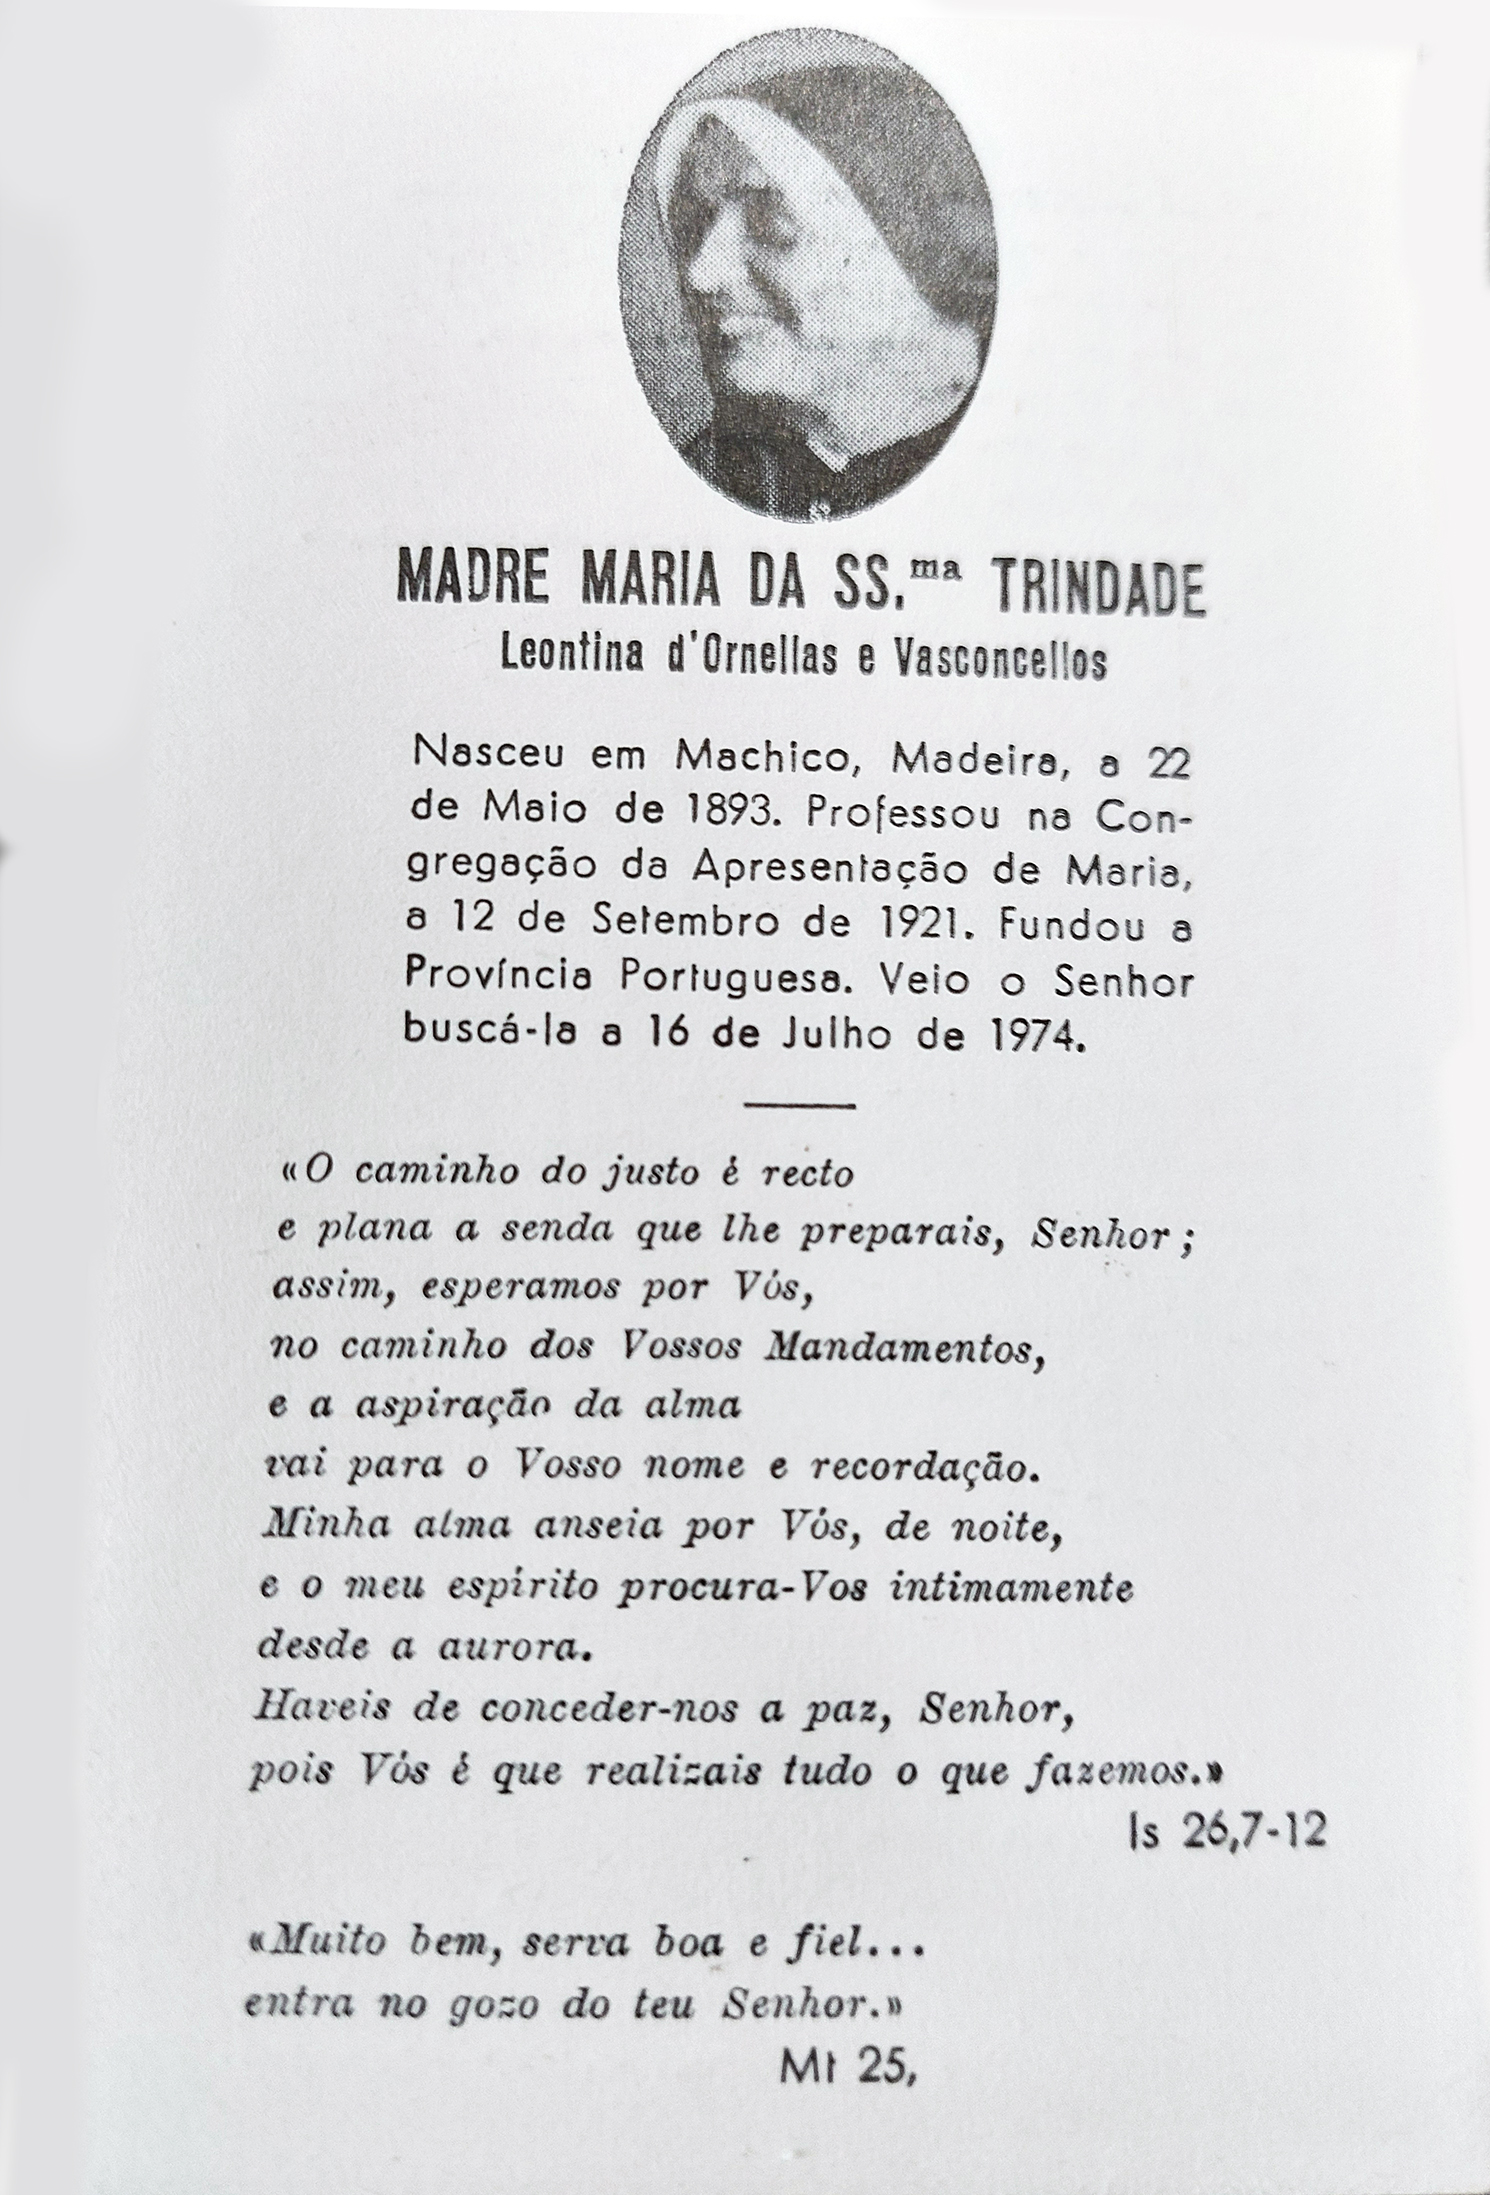 MADRE MARIA DA SS.ma TRINDADE
Leontina d'Ornellas e Vasconcellos
Nasceu em Machico, Madeira, a 22
de Maio de 1893. Professou na Con-
gregação da Apresentação de Maria,
a 12 de Setembro de 1921. Fundou a
Província Portuguesa. Veio o Senhor
buscá-la a 16 de Julho de 1974.
«O caminho do justo é recto
e plana a senda que lhe preparais, Senhor;
assim, esperamos por Vós,
no caminho dos Vossos Mandamentos,
e a aspiração da alma
vai para o Vosso nome e recordação.
Minha alma anseia por Vós, de noite,
e o meu espírito procura-Vos intimamente
desde a aurora.
Haveis de conceder-nos a paz, Senhor,
pois Vós é que realizais tudo o que fazemos.»
Is 26,7-12
«Muito bem, serva boa e fiel...
entra no gozo do teu Senhor.»
Mt 25,